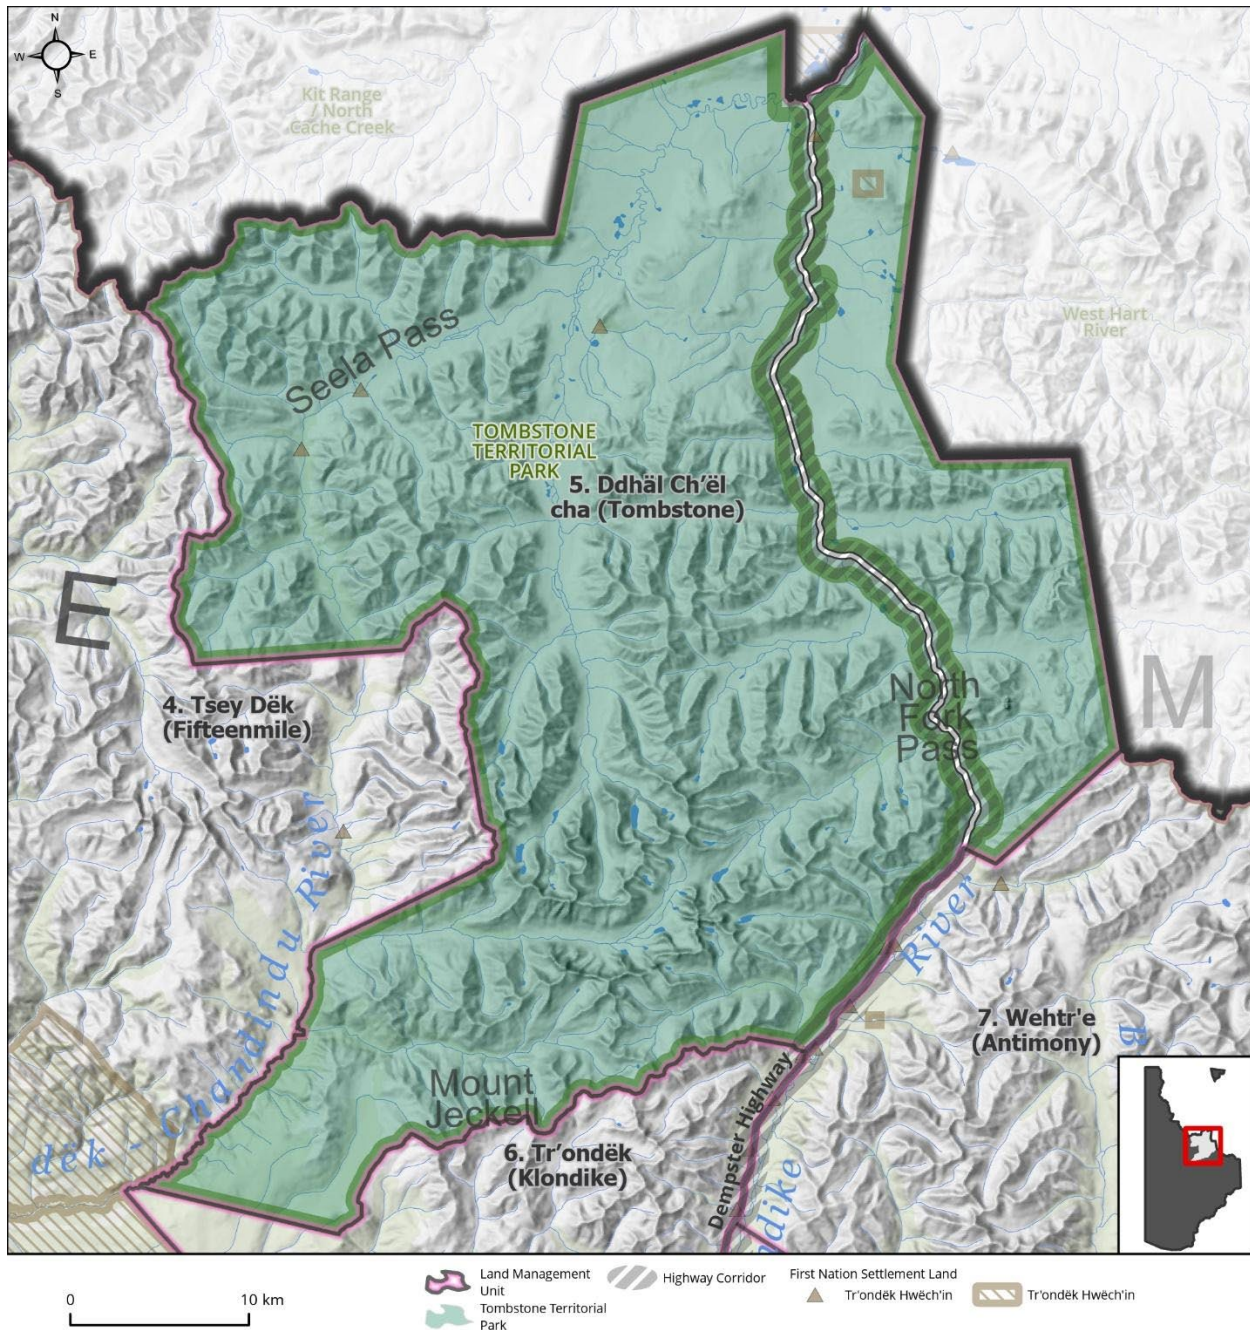 N
W E
S
Kit Range
/ North
Cache Creek
West Hart
River
Seela Pass
TOMBSTONE
TERRITORIAL
PARK
5. Ddhäl Ch'ël
cha (Tombstone)
E
4. Tsey Dëk
(Fifteenmile)
North
Fork
Pass
M
River
7. Wehtr'e
(Antimony)
B
dëk - Chandindu River
Mount
Jeckell
6. Tr'ondëk
(Klondike)
Dempster Highway
ndike
0 10 km
Land Management
Unit
Tombstone Territorial
Park
Highway Corridor
First Nation Settlement Land
Tr'ondëk Hwëch'in
Tr'ondëk Hwëch'in